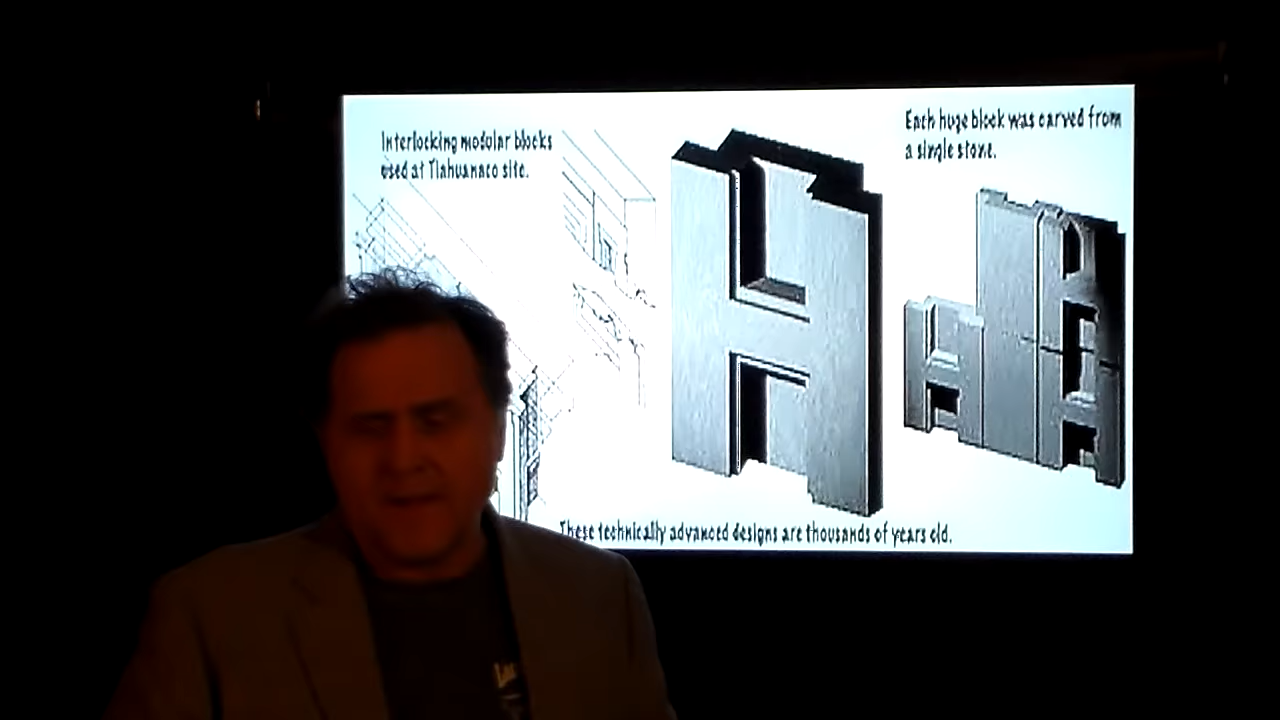 Interlocking modular blocks
used at Tiahuanaco site.
Each huge block was carved from
a single stone.
These technically advanced designs are thousands of years old.